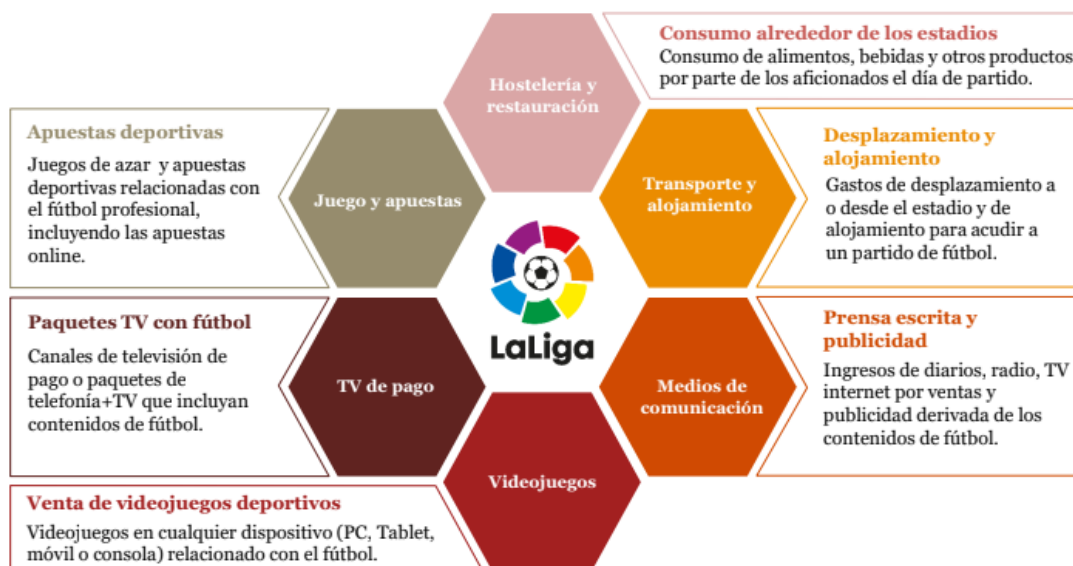 Consumo alrededor de los estadios
Consumo de alimentos, bebidas y otros productos
por parte de los aficionados el día de partido.
Hostelería y
restauración
Apuestas deportivas
Juegos de azar y apuestas
deportivas relacionadas con
el fútbol profesional,
incluyendo las apuestas
online.
Juego y apuestas
Transporte y
alojamiento
Desplazamiento y
alojamiento
Gastos de desplazamiento a
o desde el estadio y de
alojamiento para acudir a
un partido de fútbol.
LaLiga
Paquetes TV con fútbol
Canales de televisión de
pago o paquetes de
telefonía+TV que incluyan
contenidos de fútbol.
TV de pago
Medios de
comunicación
Prensa escrita y
publicidad
Ingresos de diarios, radio, TV
internet por ventas y
publicidad derivada de los
contenidos de fútbol.
Videojuegos
Venta de videojuegos deportivos
Videojuegos en cualquier dispositivo (PC, Tablet,
móvil o consola) relacionado con el fútbol.